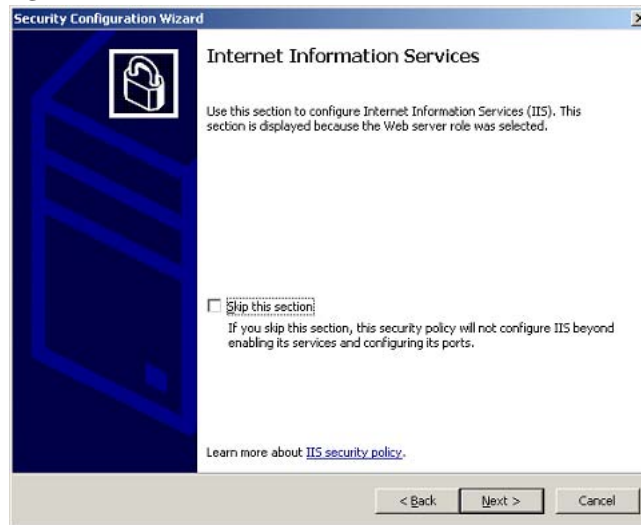 Security Configuration Wizard
Internet Information Services
Use this section to configure Internet Information Services (IIS). This
section is displayed because the Web server role was selected.
Skip this section
If you skip this section, this security policy will not configure IIS beyond
enabling its services and configuring its ports.
Learn more about IIS security policy.
< Back Next > Cancel